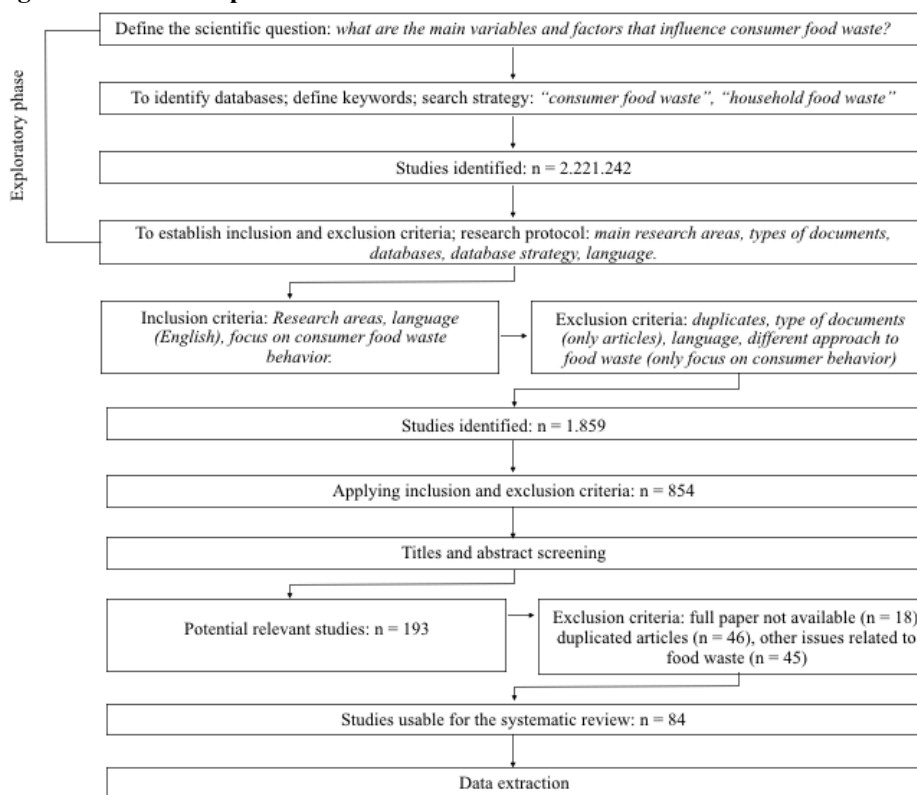 Define the scientific question: what are the main variables and factors that influence consumer food waste?
Exploratory phase
To identify databases; define keywords; search strategy: “consumer food waste”, “household food waste”
Studies identified: n = 2.221.242
To establish inclusion and exclusion criteria; research protocol: main research areas, types of documents,
databases, database strategy, language.
Inclusion criteria: Research areas, language
(English), focus on consumer food waste
behavior.
Exclusion criteria: duplicates, type of documents
(only articles), language, different approach to
food waste (only focus on consumer behavior)
Studies identified: n = 1.859
Applying inclusion and exclusion criteria: n = 854
Titles and abstract screening
Potential relevant studies: n = 193
Exclusion criteria: full paper not available (n = 18)
duplicated articles (n = 46), other issues related to
food waste (n = 45)
Studies usable for the systematic review: n = 84
Data extraction